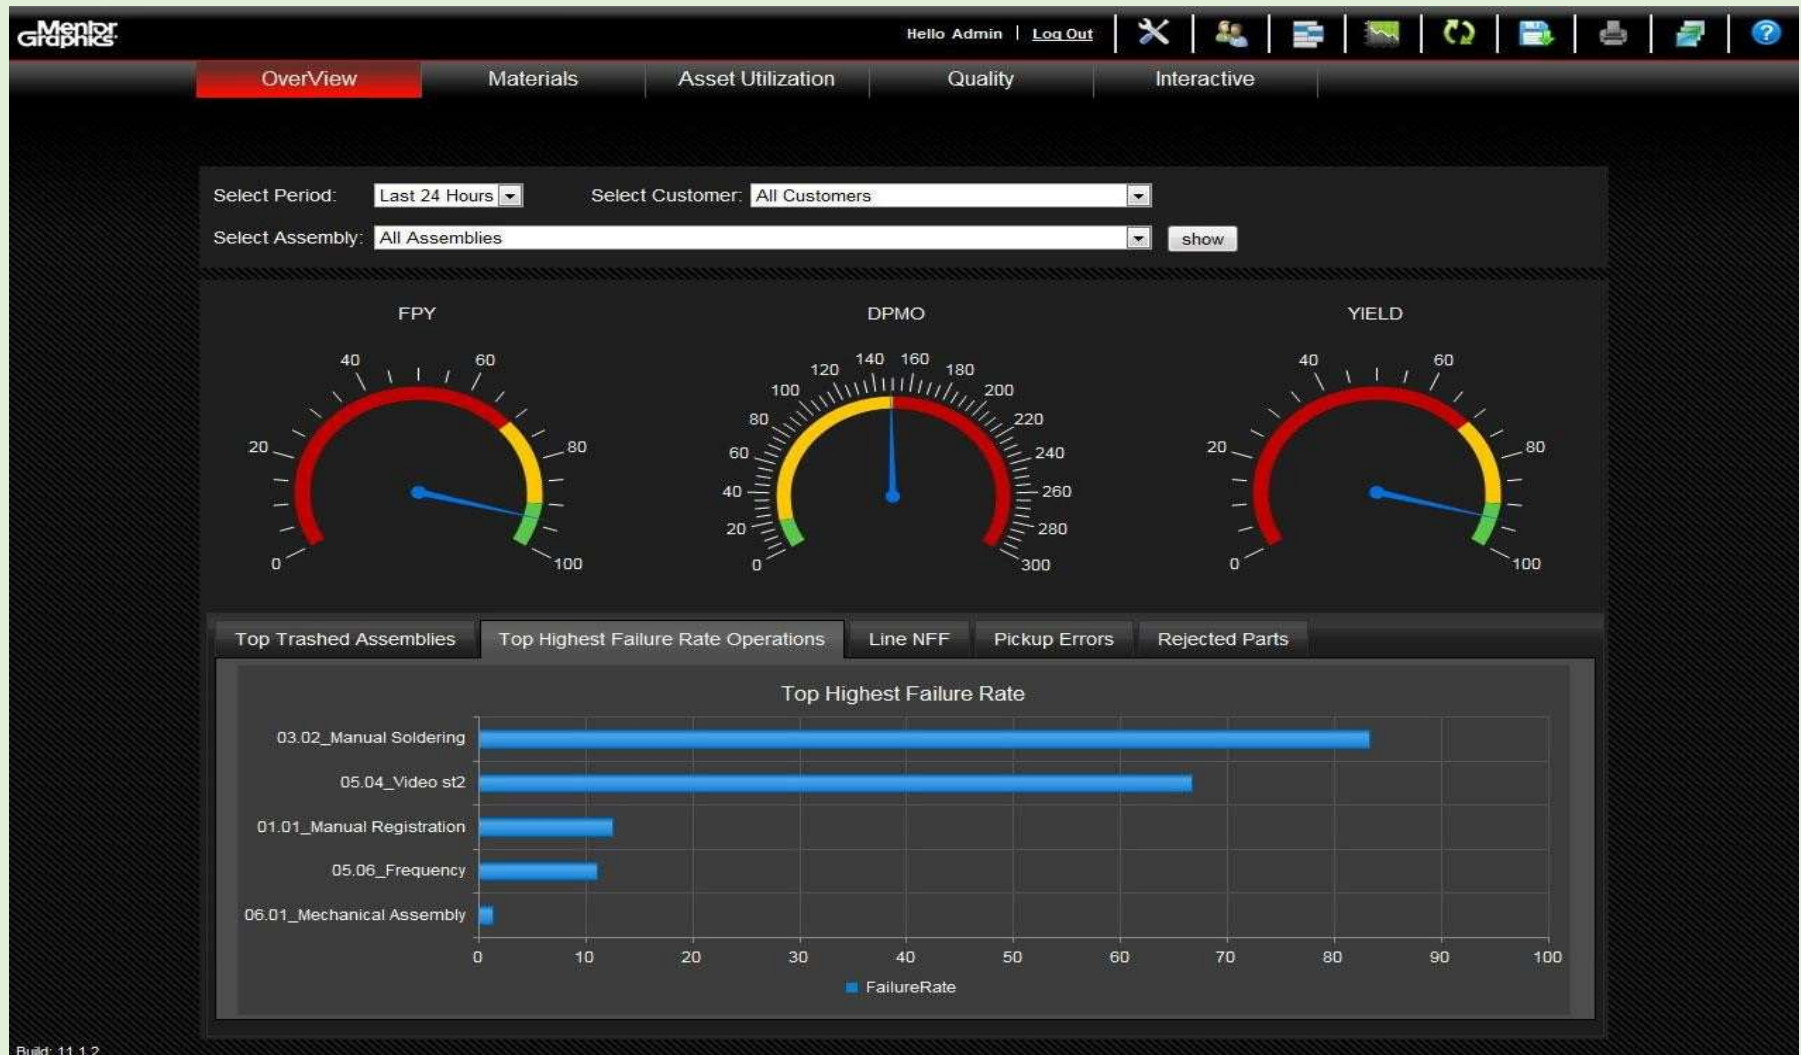 Mentor Graphics
Hello Admin | Log Out
OverView Materials Asset Utilization Quality Interactive
Select Period: Last 24 Hours Select Customer: All Customers
Select Assembly: All Assemblies show
FPY
0 20 40 60 80 100
DPMO
0 20 40 60 80 100 120 140 160 180 200 220 240 260 280 300
YIELD
0 20 40 60 80 100
Top Trashed Assemblies Top Highest Failure Rate Operations Line NFF Pickup Errors Rejected Parts
Top Highest Failure Rate
03.02_Manual Soldering
05.04_Video st2
01.01_Manual Registration
05.06_Frequency
06.01_Mechanical Assembly
0 10 20 30 40 50 60 70 80 90 100
FailureRate
Build: 11.1.2